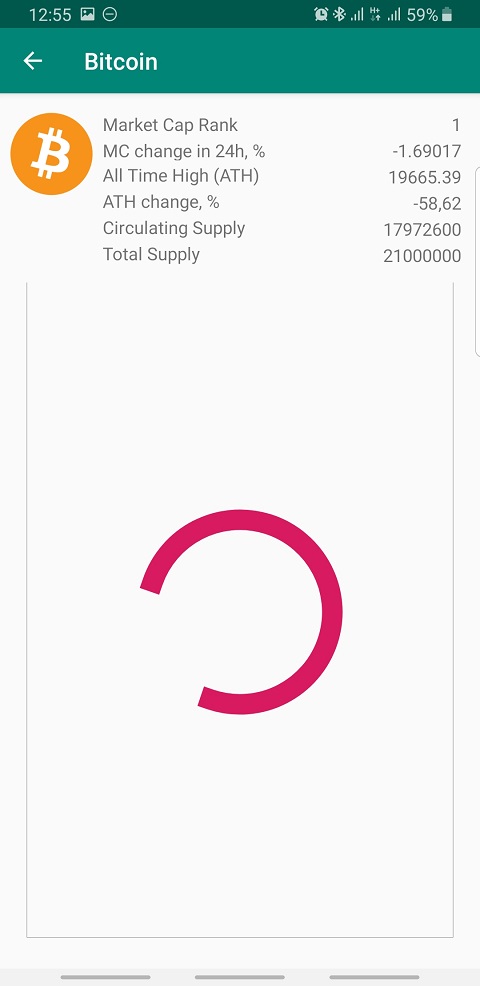 12:55 59%
Bitcoin
Market Cap Rank 1
MC change in 24h, % -1.69017
All Time High (ATH) 19665.39
ATH change, % -58,62
Circulating Supply 17972600
Total Supply 21000000